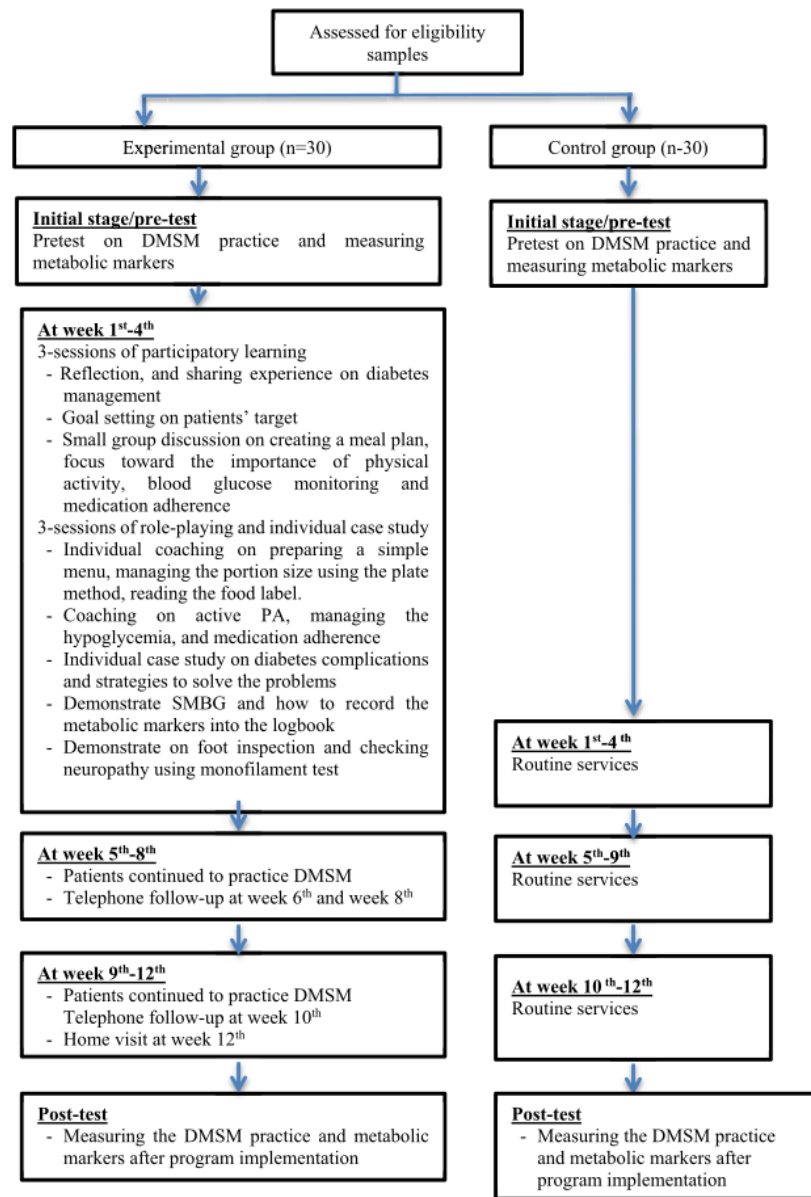 Assessed for eligibility
samples
Experimental group (n=30)
Control group (n-30)
Initial stage/pre-test
Pretest on DMSM practice and measuring
metabolic markers
Initial stage/pre-test
Pretest on DMSM practice and
measuring metabolic markers
At week 1st-4th
3-sessions of participatory learning
- Reflection, and sharing experience on diabetes
management
- Goal setting on patients' target
- Small group discussion on creating a meal plan,
focus toward the importance of physical
activity, blood glucose monitoring and
medication adherence
3-sessions of role-playing and individual case study
- Individual coaching on preparing a simple
menu, managing the portion size using the plate
method, reading the food label.
- Coaching on active PA, managing the
hypoglycemia, and medication adherence
- Individual case study on diabetes complications
and strategies to solve the problems
- Demonstrate SMBG and how to record the
metabolic markers into the logbook
- Demonstrate on foot inspection and checking
neuropathy using monofilament test
At week 1st-4th
Routine services
At week 5th-8th
- Patients continued to practice DMSM
- Telephone follow-up at week 6th and week 8th
At week 5th-9th
Routine services
At week 9th-12th
- Patients continued to practice DMSM
Telephone follow-up at week 10th
- Home visit at week 12th
At week 10th-12th
Routine services
Post-test
- Measuring the DMSM practice and metabolic
markers after program implementation
Post-test
- Measuring the DMSM practice
and metabolic markers after
program implementation